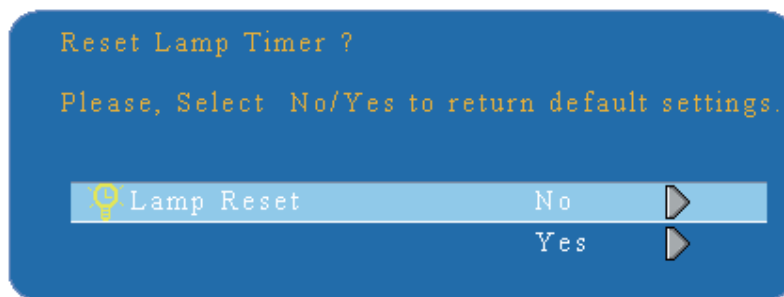 Reset Lamp Timer ?
Please, Select No/Yes to return default settings.
Lamp Reset No
Yes